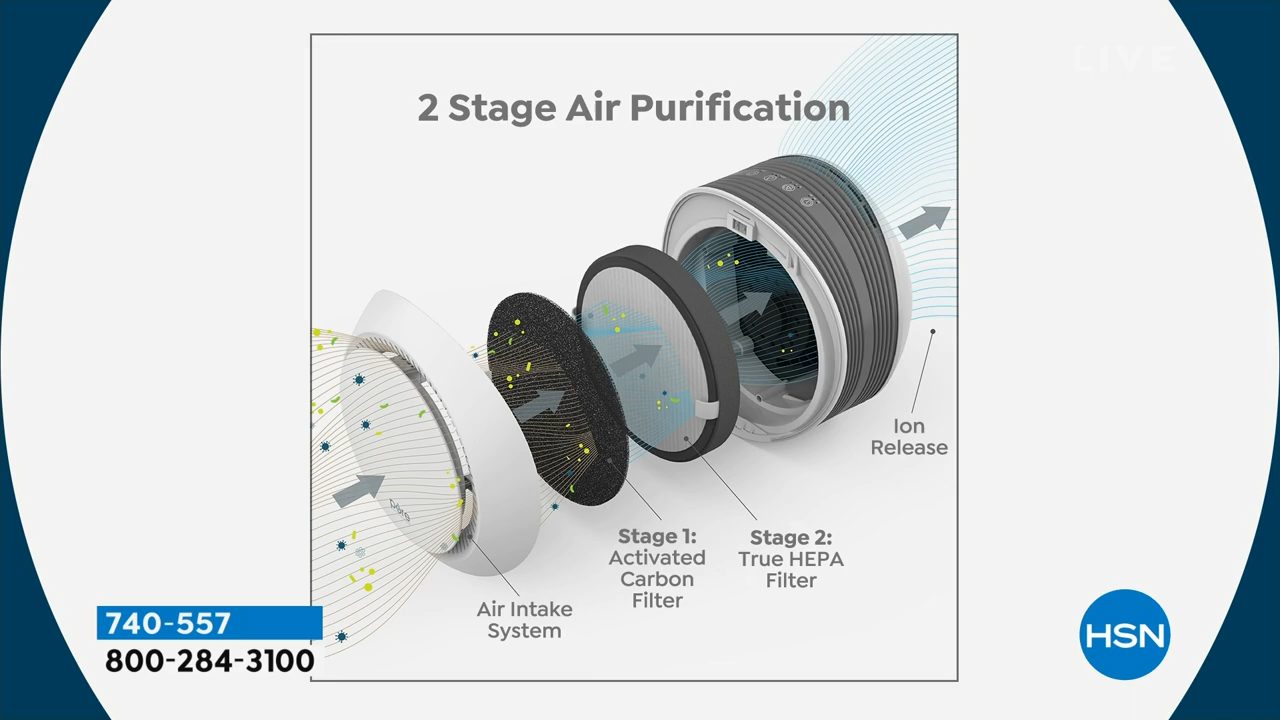 LIVE
2 Stage Air Purification
Ion
Release
Stage 1:
Activated
Carbon
Filter
Stage 2:
True HEPA
Filter
Air Intake
System
740-557
800-284-3100
HSN